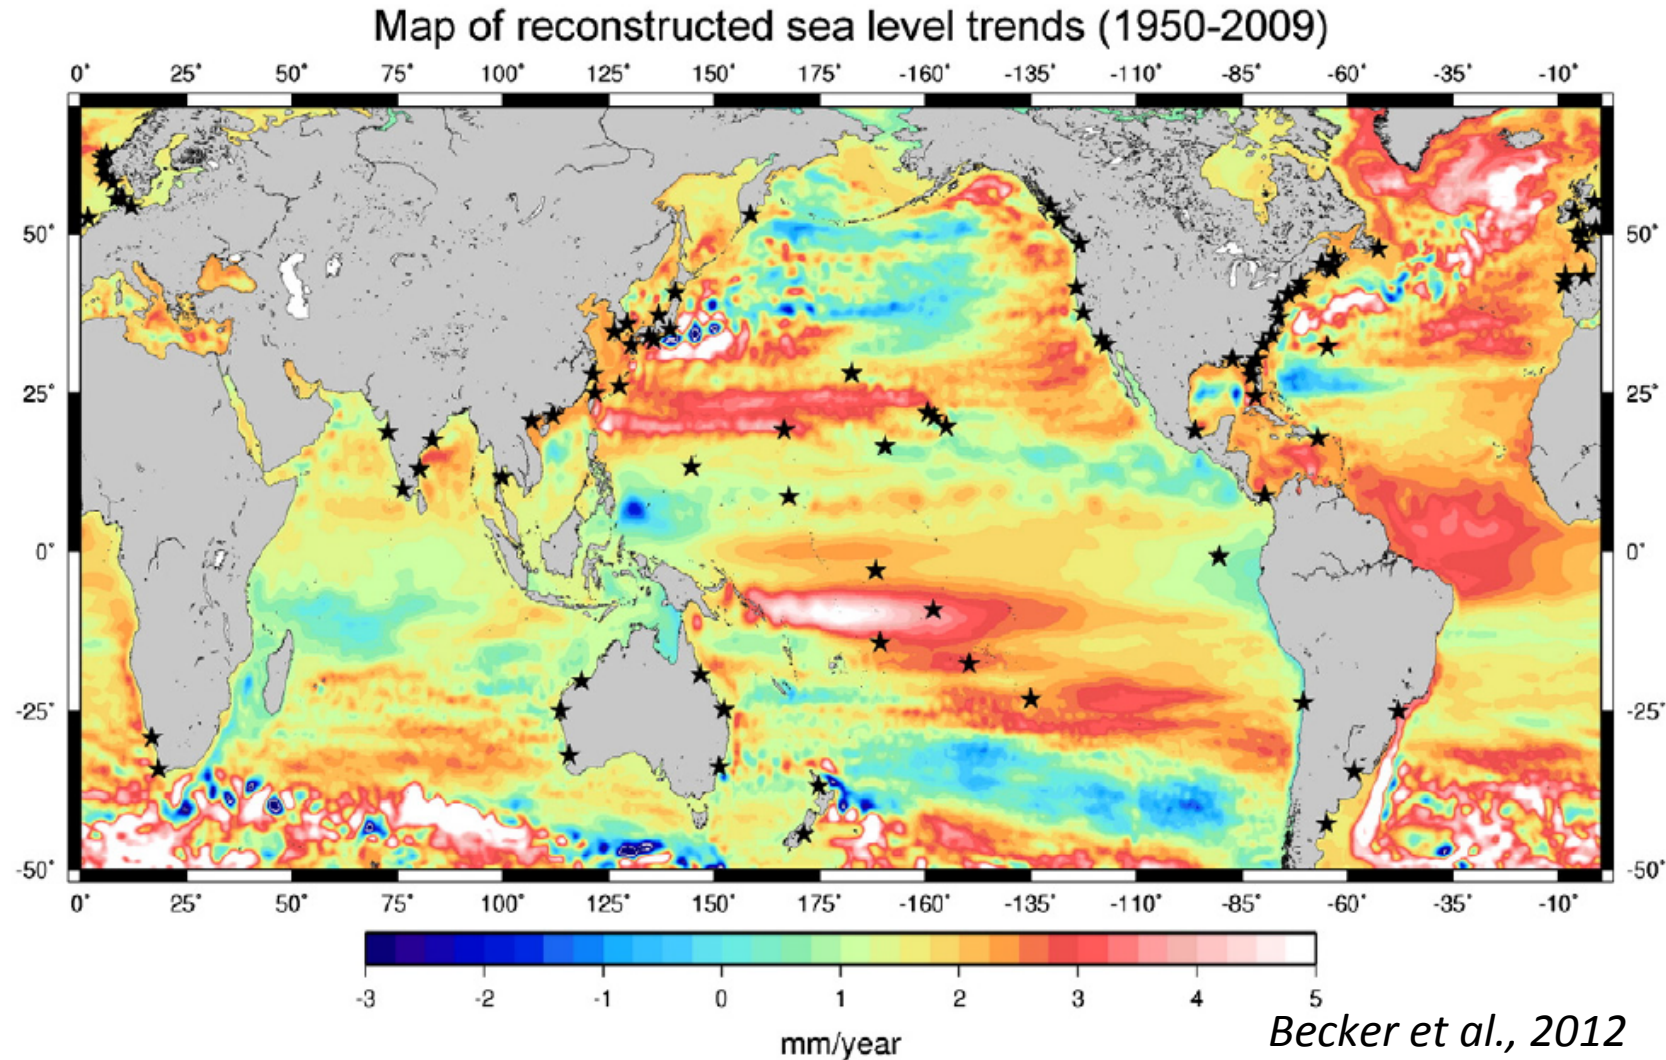 Map of reconstructed sea level trends (1950-2009)
0˚ 25˚ 50˚ 75˚ 100˚ 125˚ 150˚ 175˚ -160˚ -135˚ -110˚ -85˚ -60˚ -35˚ -10˚
50˚ 50˚
25˚ 25˚
0˚ 0˚
-25˚ -25˚
-50˚ -50˚
0˚ 25˚ 50˚ 75˚ 100˚ 125˚ 150˚ 175˚ -160˚ -135˚ -110˚ -85˚ -60˚ -35˚ -10˚
-3 -2 -1 0 1 2 3 4 5
mm/year
Becker et al., 2012